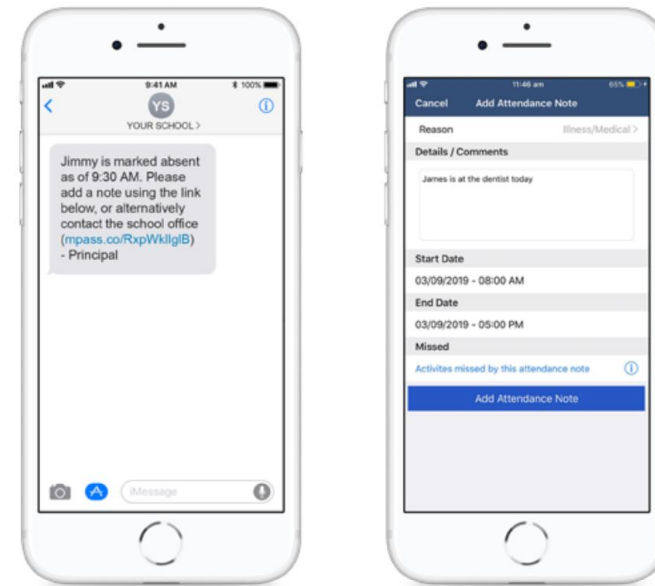 9:41 AM
100%
YS
YOUR SCHOOL >
Jimmy is marked absent
as of 9:30 AM. Please
add a note using the link
below, or alternatively
contact the school office
(mpass.co/RxpWkIlglB)
- Principal
iMessage
11:46 am
65%
Cancel
Add Attendance Note
Reason
Illness/Medical >
Details / Comments
James is at the dentist today
Start Date
03/09/2019 - 08:00 AM
End Date
03/09/2019 - 05:00 PM
Missed
Activites missed by this attendance note
Add Attendance Note